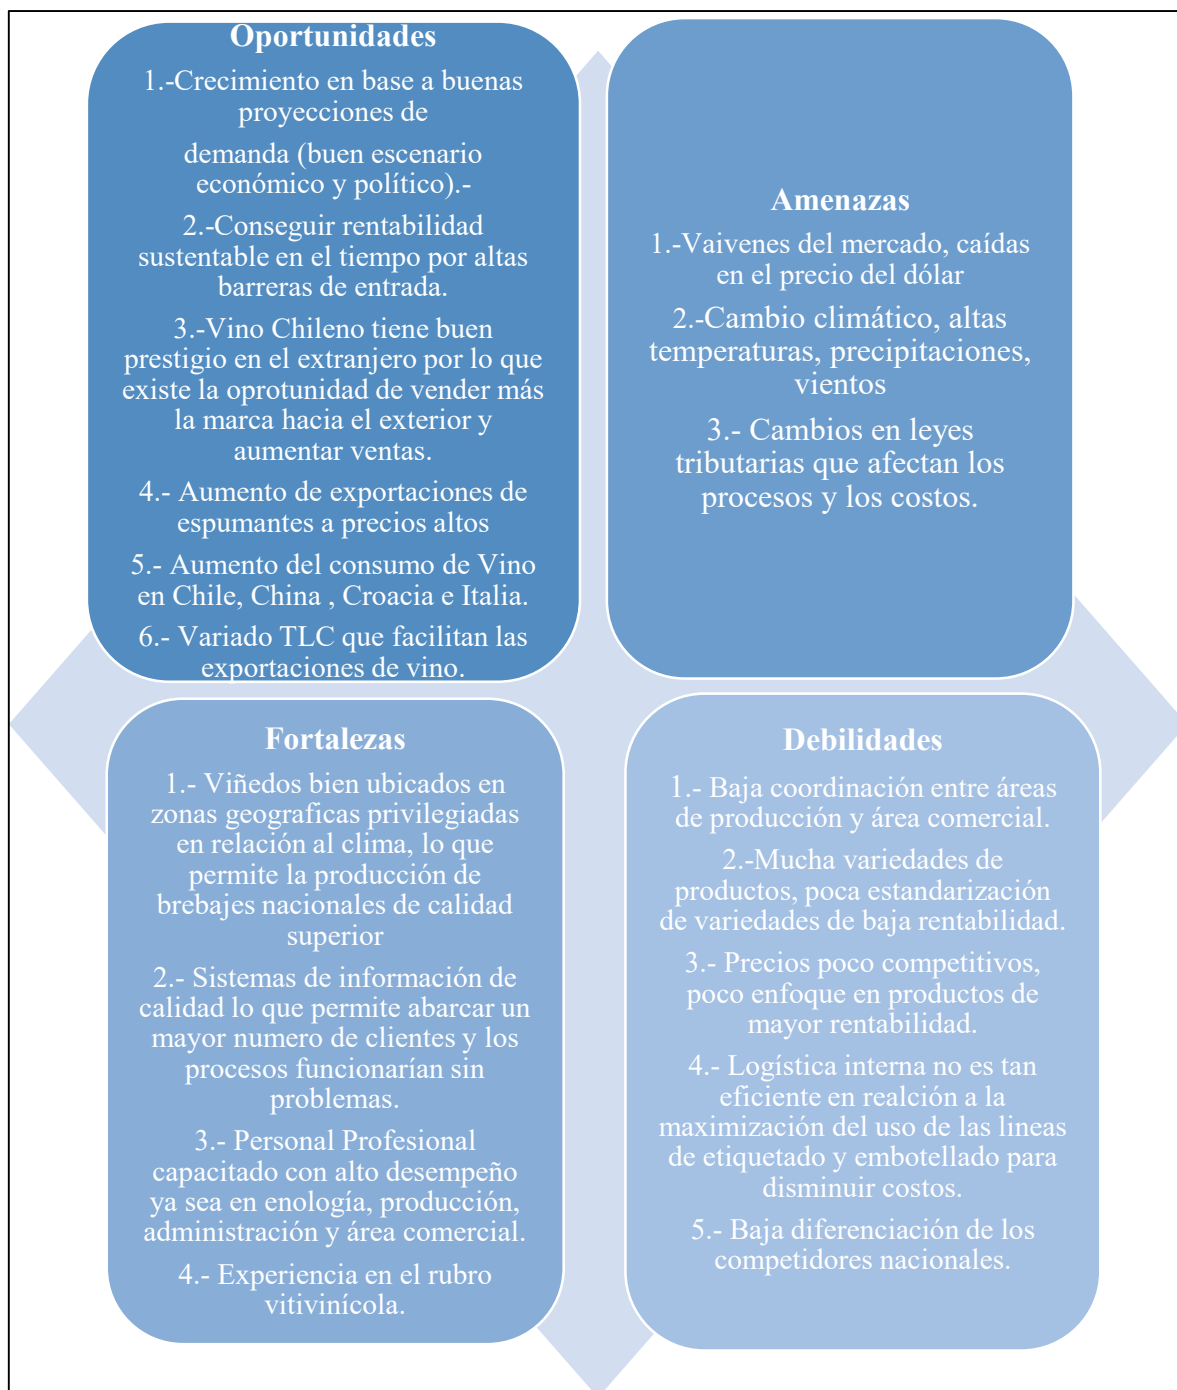 Oportunidades
1.-Crecimiento en base a buenas
proyecciones de
demanda (buen escenario
económico y político).-
2.-Conseguir rentabilidad
sustentable en el tiempo por altas
barreras de entrada.
3.-Vino Chileno tiene buen
prestigio en el extranjero por lo que
existe la oprotunidad de vender más
la marca hacia el exterior y
aumentar ventas.
4.- Aumento de exportaciones de
espumantes a precios altos
5.- Aumento del consumo de Vino
en Chile, China , Croacia e Italia.
6.- Variado TLC que facilitan las
exportaciones de vino.
Amenazas
1.-Vaivenes del mercado, caídas
en el precio del dólar
2.-Cambio climático, altas
temperaturas, precipitaciones,
vientos
3.- Cambios en leyes
tributarias que afectan los
procesos y los costos.
Fortalezas
1.- Viñedos bien ubicados en
zonas geograficas privilegiadas
en relación al clima, lo que
permite la producción de
brebajes nacionales de calidad
superior
2.- Sistemas de información de
calidad lo que permite abarcar un
mayor numero de clientes y los
procesos funcionarían sin
problemas.
3.- Personal Profesional
capacitado con alto desempeño
ya sea en enología, producción,
administración y área comercial.
4.- Experiencia en el rubro
vitivinícola.
Debilidades
1.- Baja coordinación entre áreas
de producción y área comercial.
2.-Mucha variedades de
productos, poca estandarización
de variedades de baja rentabilidad.
3.- Precios poco competitivos,
poco enfoque en productos de
mayor rentabilidad.
4.- Logística interna no es tan
eficiente en realción a la
maximización del uso de las lineas
de etiquetado y embotellado para
disminuir costos.
5.- Baja diferenciación de los
competidores nacionales.